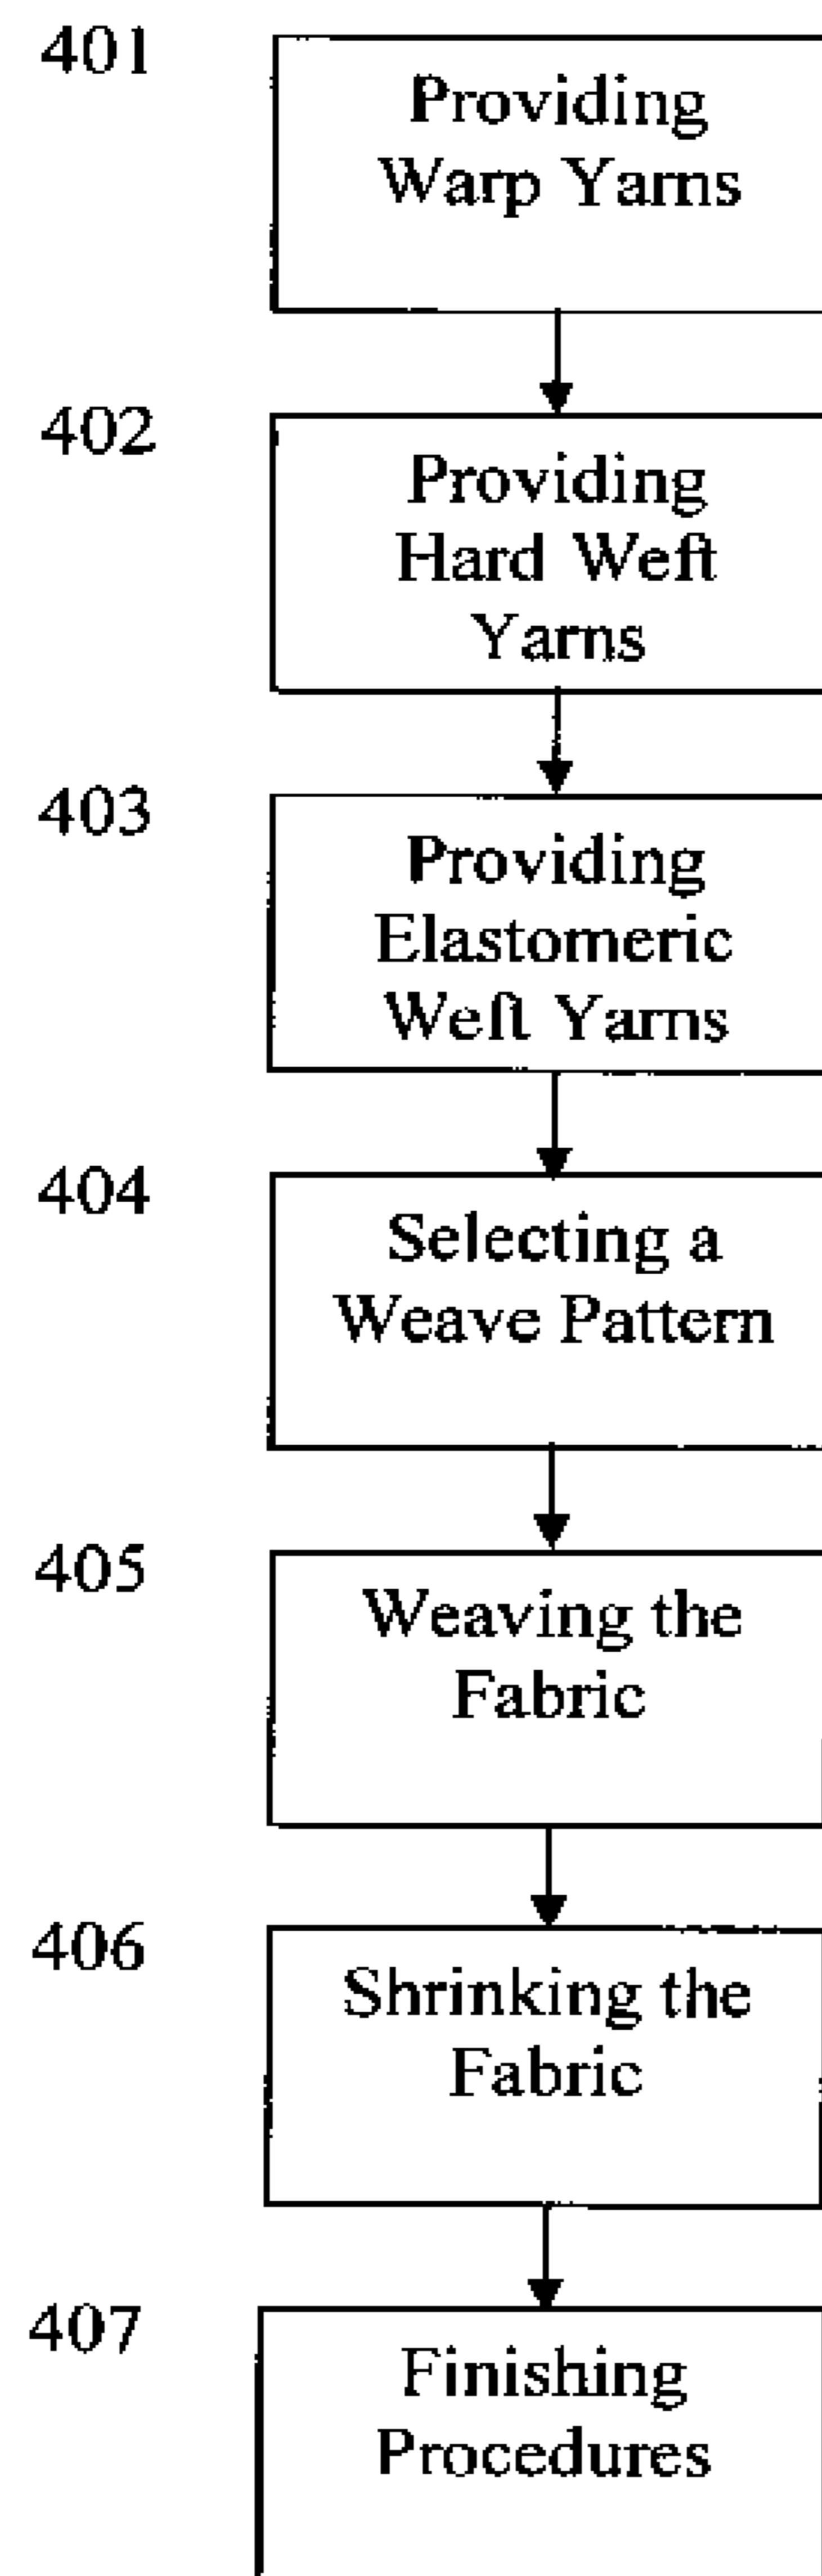 401
Providing
Warp Yarns
402
Providing
Hard Weft
Yarns
403
Providing
Elastomeric
Weft Yarns
404
Selecting a
Weave Pattern
405
Weaving the
Fabric
406
Shrinking the
Fabric
407
Finishing
Procedures